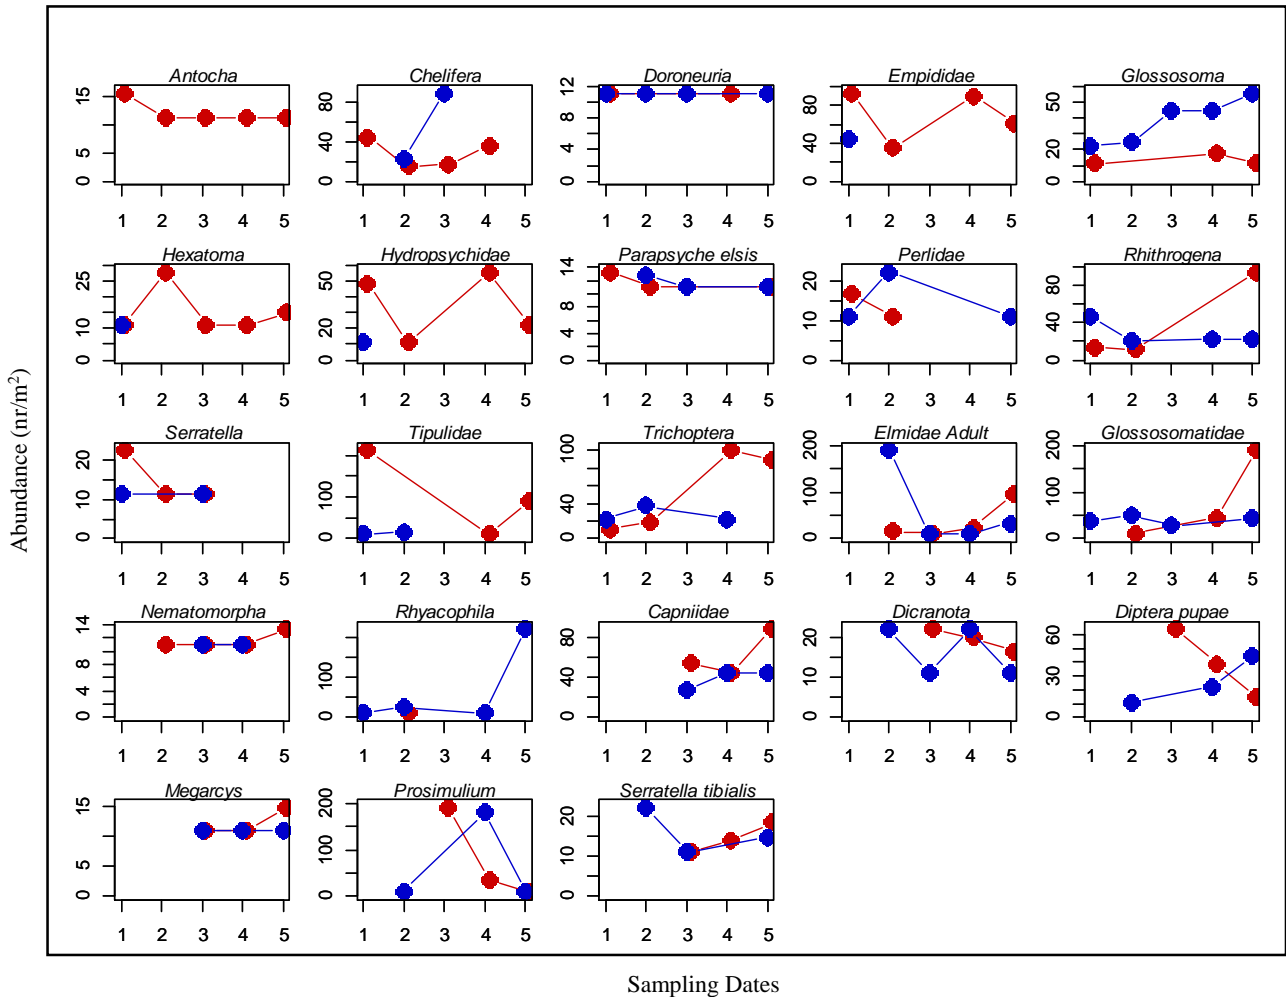 Abundance (nr/m²)
Antocha
15
5
0
1 2 3 4 5
Chelifera
80
40
0
1 2 3 4 5
Doroneuria
12
8
4
0
1 2 3 4 5
Empididae
80
40
0
1 2 3 4 5
Glossosoma
50
20
0
1 2 3 4 5
Hexatoma
25
10
0
1 2 3 4 5
Hydropsychidae
50
20
0
1 2 3 4 5
Parapsyche elsis
14
8
4
0
1 2 3 4 5
Perlidae
20
10
0
1 2 3 4 5
Rhithrogena
80
40
0
1 2 3 4 5
Serratella
20
10
0
1 2 3 4 5
Tipulidae
100
0
1 2 3 4 5
Trichoptera
100
40
0
1 2 3 4 5
Elmidae Adult
200
100
0
1 2 3 4 5
Glossosomatidae
200
100
0
1 2 3 4 5
Nematomorpha
14
8
4
0
1 2 3 4 5
Rhyacophila
100
0
1 2 3 4 5
Capniidae
80
40
0
1 2 3 4 5
Dicranota
20
10
0
1 2 3 4 5
Diptera pupae
60
30
0
1 2 3 4 5
Megarcys
15
5
0
1 2 3 4 5
Prosimulium
200
100
0
1 2 3 4 5
Serratella tibialis
20
10
0
1 2 3 4 5
Sampling Dates